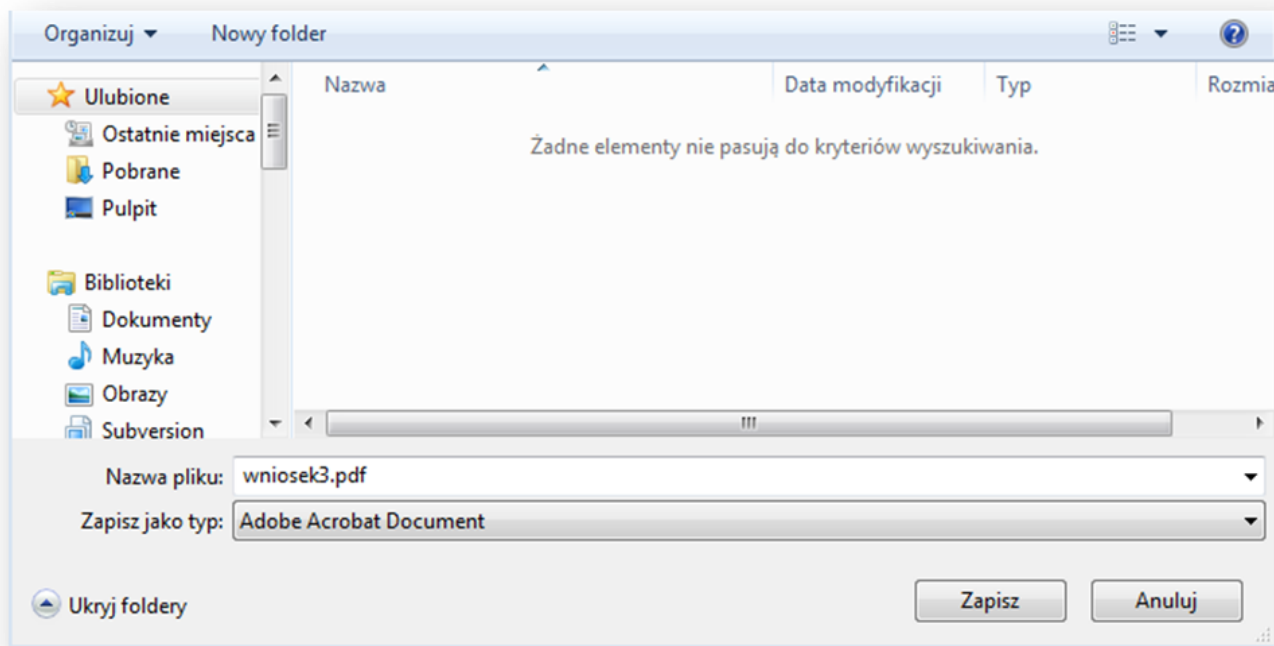 Organizuj Nowy folder
Nazwa Data modyfikacji Typ Rozmia
Żadne elementy nie pasują do kryteriów wyszukiwania.
Ulubione
Ostatnie miejsca
Pobrane
Pulpit
Biblioteki
Dokumenty
Muzyka
Obrazy
Subversion
Nazwa pliku: wniosek3.pdf
Zapisz jako typ: Adobe Acrobat Document
Ukryj foldery Zapisz Anuluj